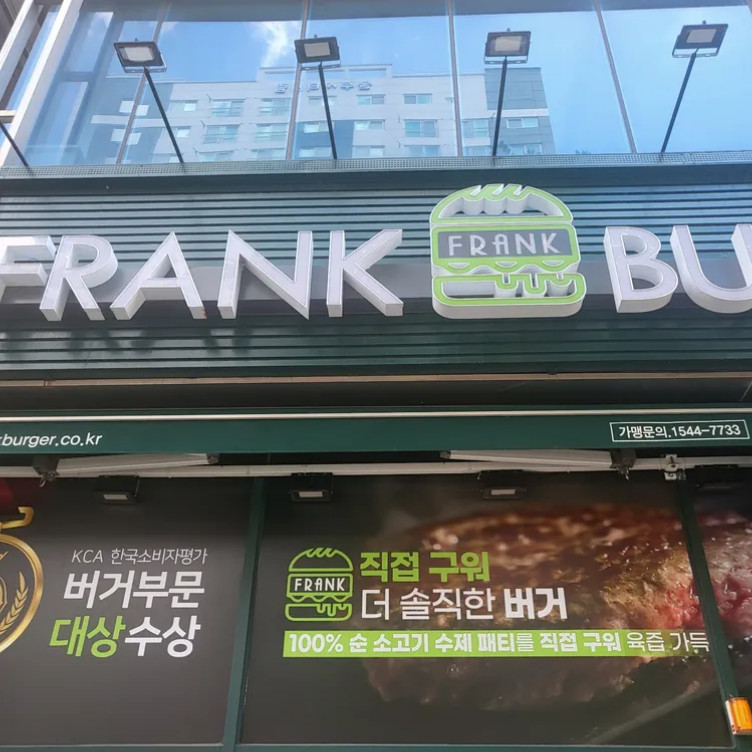 FRANK
FRANK
BU
burger.co.kr
가맹문의.1544-7733
KCA 한국소비자평가
버거부문
대상수상
FRANK
직접 구워
더 솔직한 버거
100% 순 소고기 수제 패티를 직접 구워 육즙 가득